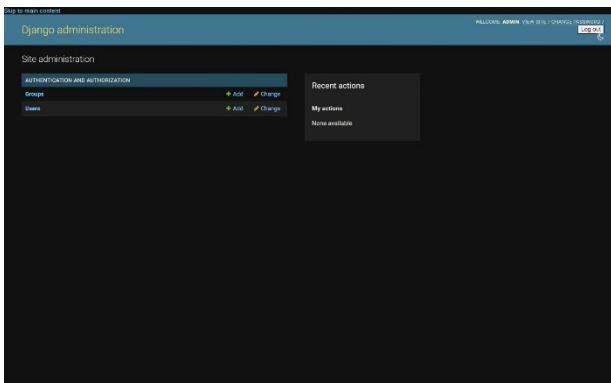 Skip to main content
Django administration
WELCOME, ADMIN. VIEW SITE / CHANGE PASSWORD /
Log out
Site administration
AUTHENTICATION AND AUTHORIZATION
Groups + Add Change
Users + Add Change
Recent actions
My actions
None available